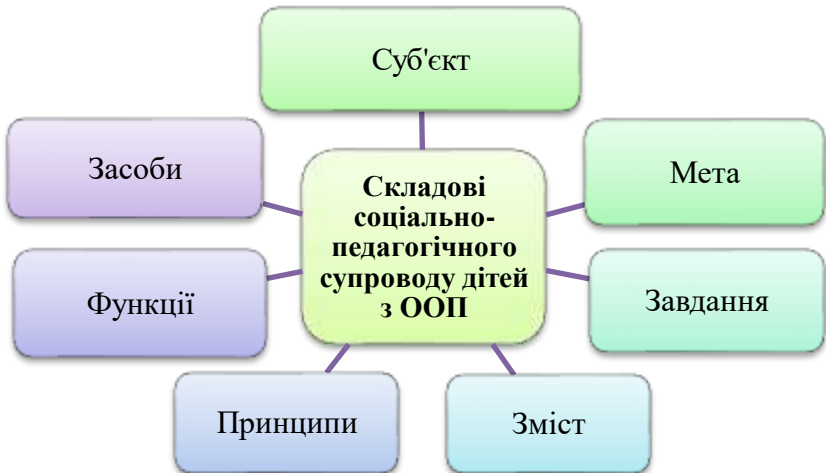 Суб'єкт
Засоби
Мета
Складові
соціально-
педагогічного
супроводу дітей
з ООП
Функції
Завдання
Принципи
Зміст